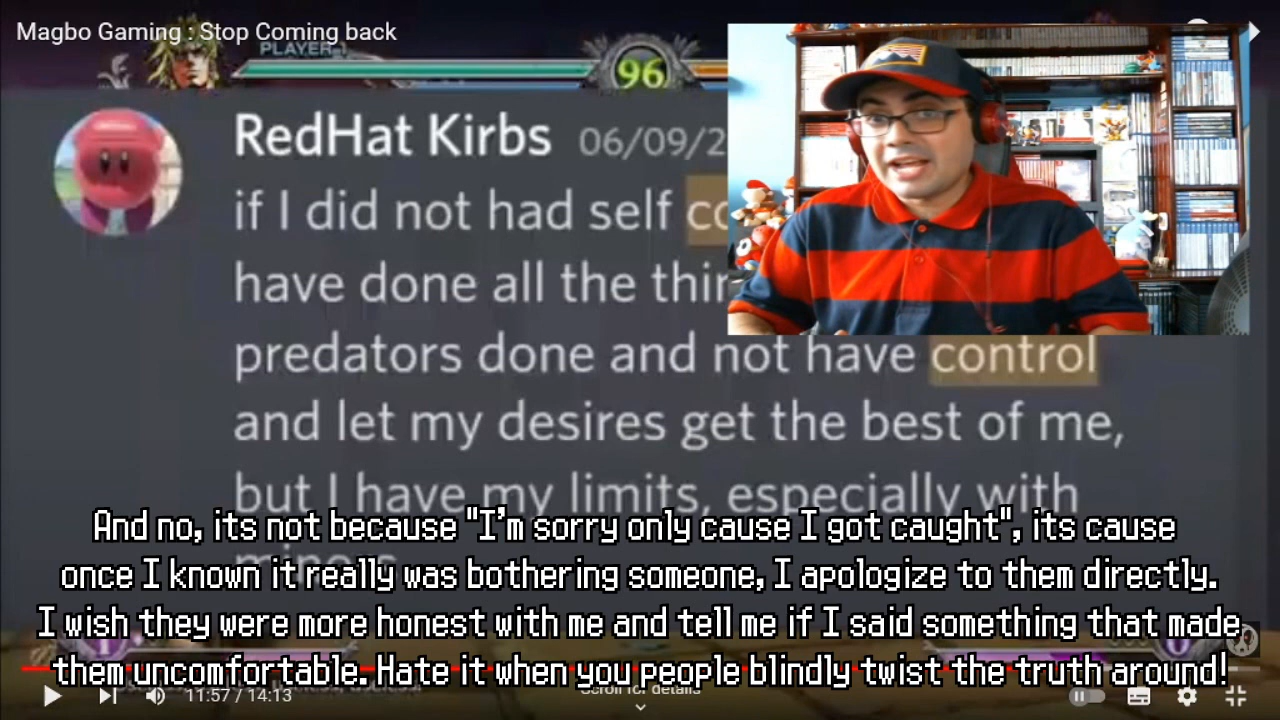 Magbo Gaming : Stop Coming back
PLAYER 1
96
RedHat Kirbs 06/09/2
if I did not had self co
have done all the thin
predators done and not have control
and let my desires get the best of me,
but I have my limits, especially with
minors
And no, its not because "I'm sorry only cause I got caught", its cause
once I known it really was bothering someone, I apologize to them directly.
I wish they were more honest with me and tell me if I said something that made
them uncomfortable. Hate it when you people blindly twist the truth around!
11:57 / 14:13
Scroll for details